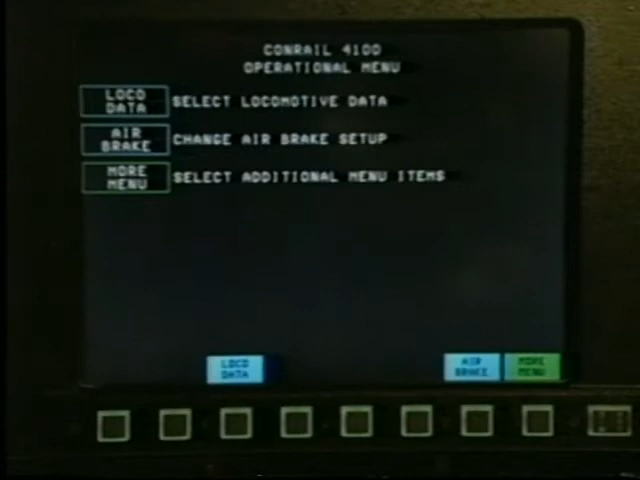 CONRAIL 4100
OPERATIONAL MENU
LOCO
DATA
SELECT LOCOMOTIVE DATA
AIR
BRAKE
CHANGE AIR BRAKE SETUP
MORE
MENU
SELECT ADDITIONAL MENU ITEMS
LOCO
DATA
AIR
BRAKE
MORE
MENU